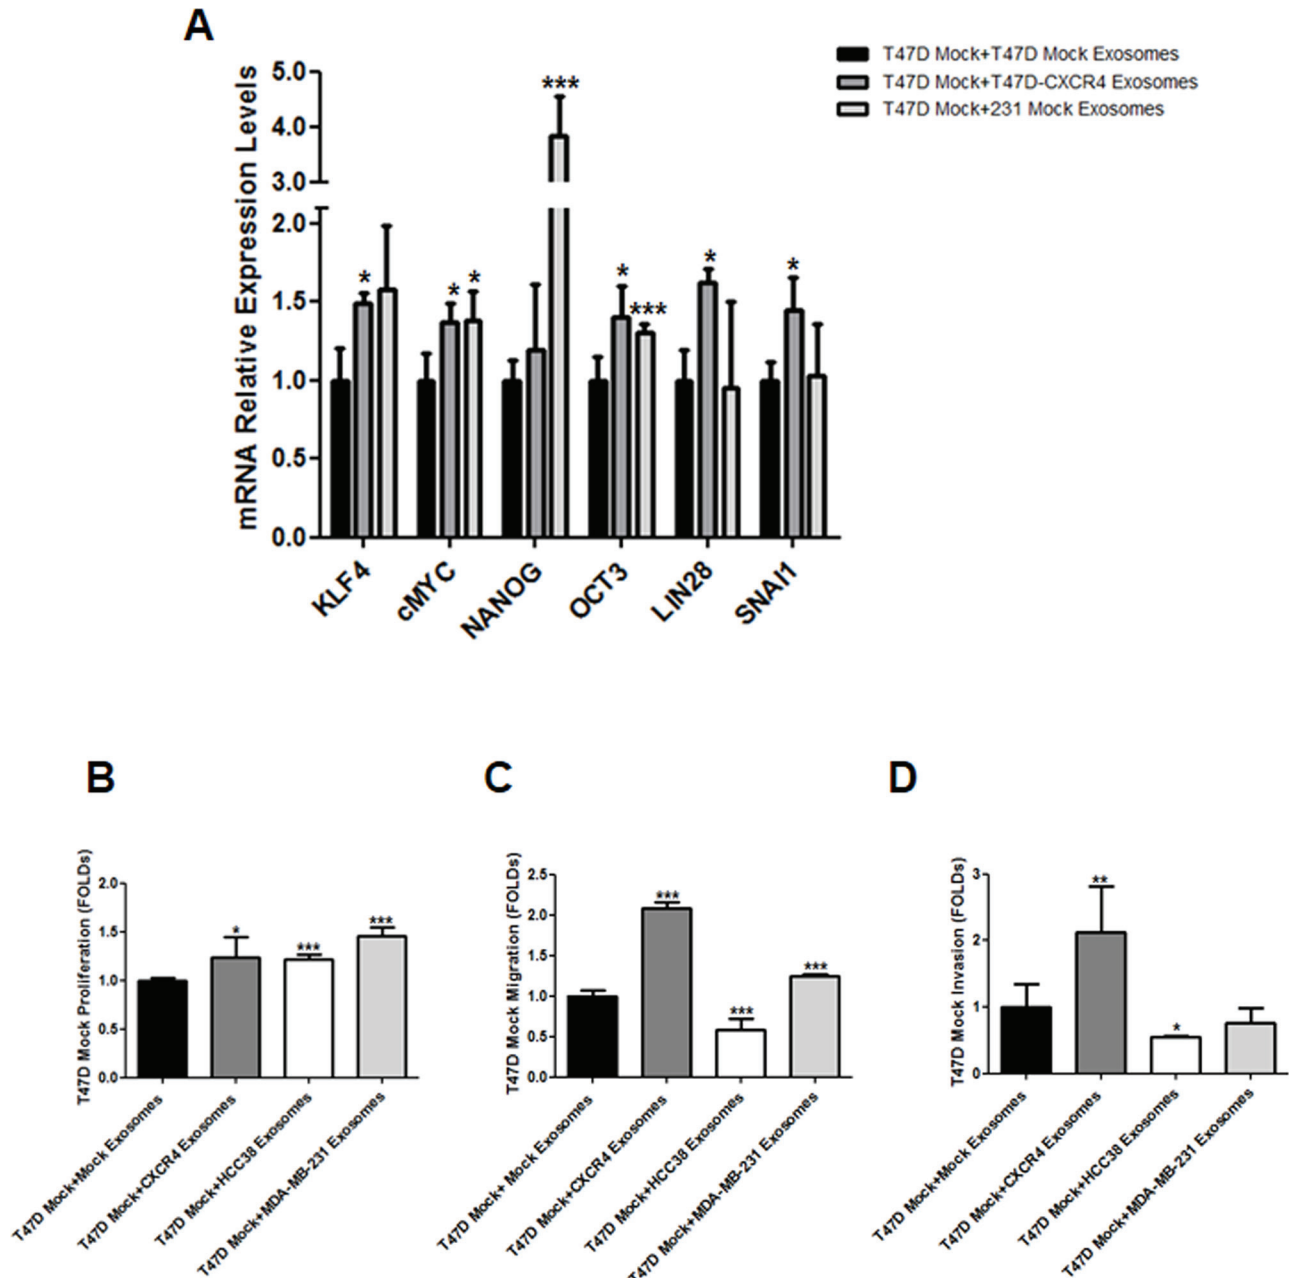 A
T47D Mock+T47D Mock Exosomes
T47D Mock+T47D-CXCR4 Exosomes
T47D Mock+231 Mock Exosomes
mRNA Relative Expression Levels
5.0
4.0
3.0
2.0
1.5
1.0
0.5
0.0
***
*
*
*
*
***
*
*
KLF4
cMYC
NANOG
OCT3
LIN28
SNAI1
B
T47D Mock Proliferation (FOLDs)
2.0
1.5
1.0
0.5
0.0
*
***
***
T47D Mock+Mock Exosomes
T47D Mock+CXCR4 Exosomes
T47D Mock+HCC38 Exosomes
T47D Mock+MDA-MB-231 Exosomes
C
T47D Mock Migration (FOLDs)
2.5
2.0
1.5
1.0
0.5
0.0
***
***
***
T47D Mock+ Mock Exosomes
T47D Mock+CXCR4 Exosomes
T47D Mock+HCC38 Exosomes
T47D Mock+MDA-MB-231 Exosomes
D
T47D Mock Invasion (FOLDs)
3
2
1
0
**
*
T47D Mock+Mock Exosomes
T47D Mock+CXCR4 Exosomes
T47D Mock+HCC38 Exosomes
T47D Mock+MDA-MB-231 Exosomes